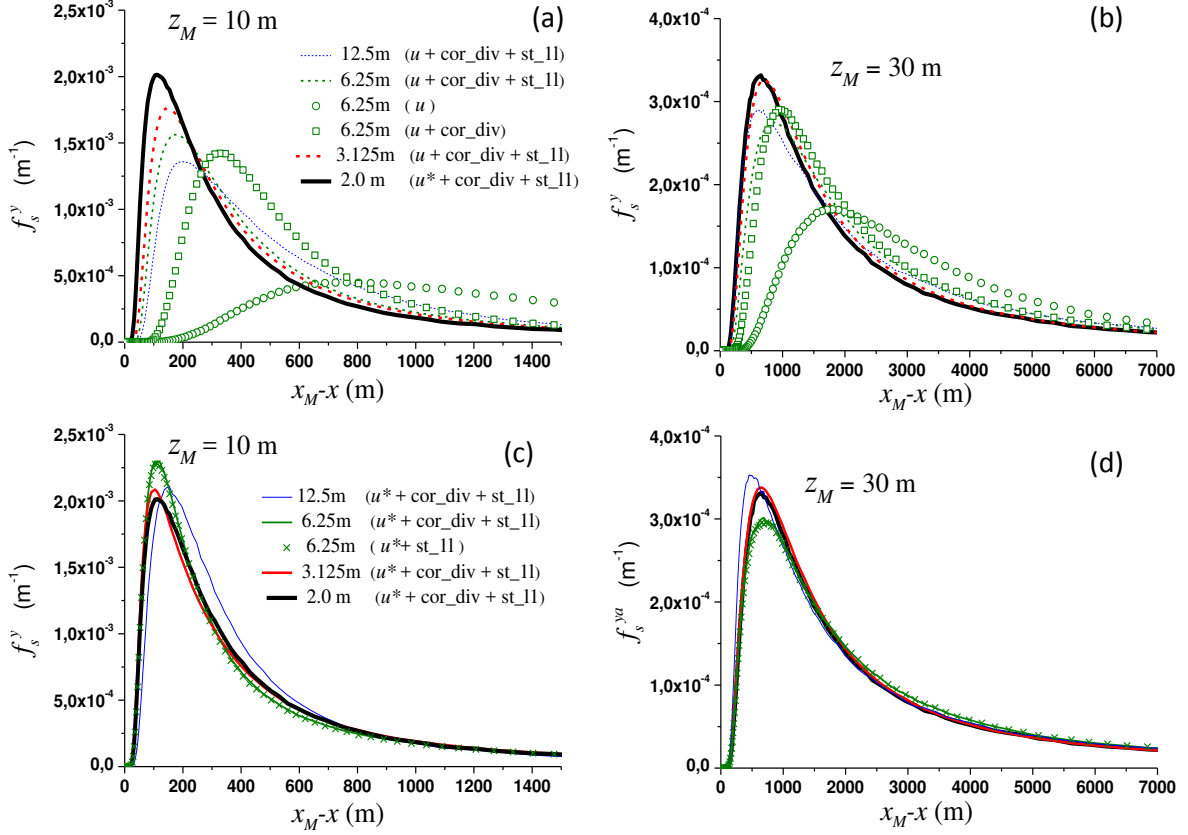 (a)
z_M = 10 m
2,5x10⁻³
2,0x10⁻³
1,5x10⁻³
1,0x10⁻³
5,0x10⁻⁴
0,0
f_s^y (m⁻¹)
12.5m (u + cor_div + st_1l)
6.25m (u + cor_div + st_1l)
6.25m ( u )
6.25m (u + cor_div)
3.125m (u + cor_div + st_1l)
2.0 m (u* + cor_div + st_1l)
0 200 400 600 800 1000 1200 1400
x_M-x (m)
(b)
z_M = 30 m
4,0x10⁻⁴
3,0x10⁻⁴
2,0x10⁻⁴
1,0x10⁻⁴
0,0
f_s^y (m⁻¹)
0 1000 2000 3000 4000 5000 6000 7000
x_M-x (m)
(c)
z_M = 10 m
2,5x10⁻³
2,0x10⁻³
1,5x10⁻³
1,0x10⁻³
5,0x10⁻⁴
0,0
f_s^y (m⁻¹)
12.5m (u* + cor_div + st_1l)
6.25m (u* + cor_div + st_1l)
6.25m ( u*+ st_1l)
3.125m (u* + cor_div + st_1l)
2.0 m (u* + cor_div + st_1l)
0 200 400 600 800 1000 1200 1400
x_M-x (m)
(d)
z_M = 30 m
4,0x10⁻⁴
3,0x10⁻⁴
2,0x10⁻⁴
1,0x10⁻⁴
0,0
f_s^ya (m⁻¹)
0 1000 2000 3000 4000 5000 6000 7000
x_M-x (m)